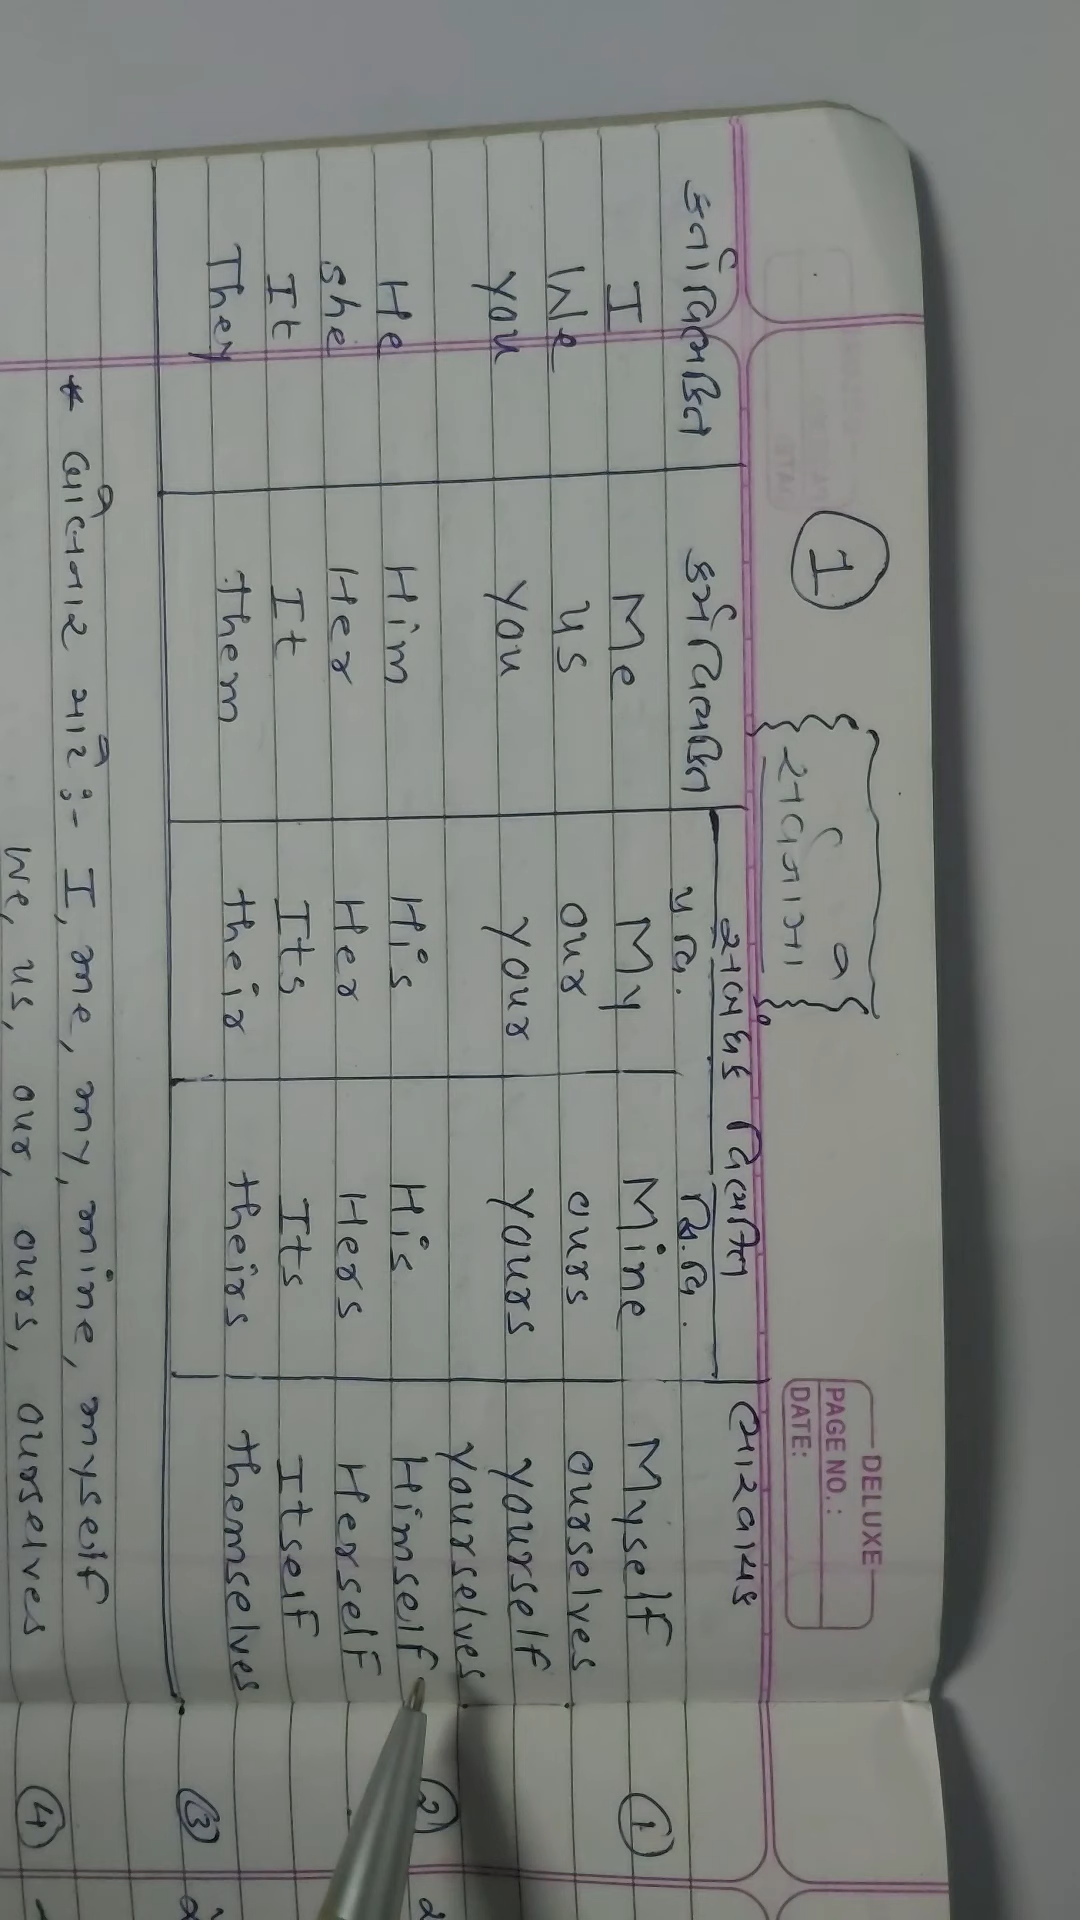 1
{ સર્વનામ }
DELUXE
PAGE NO.:
DATE:
કર્તાવિભક્તિ કર્મવિભક્તિ સંબંધક વિભક્તિ સ્વવાચક
પૂ.વિ. વિ.વિ.
I Me My Mine Myself
We us our ours ourselves
you you your yours yourself
yourselves
He Him His His Himself
she Her Her Hers Herself
It It Its Its Itself
They them their theirs themselves
* બોલનાર માટે :- I, me, my, mine, myself
We, us, our, ours, ourselves
1
2
3
4